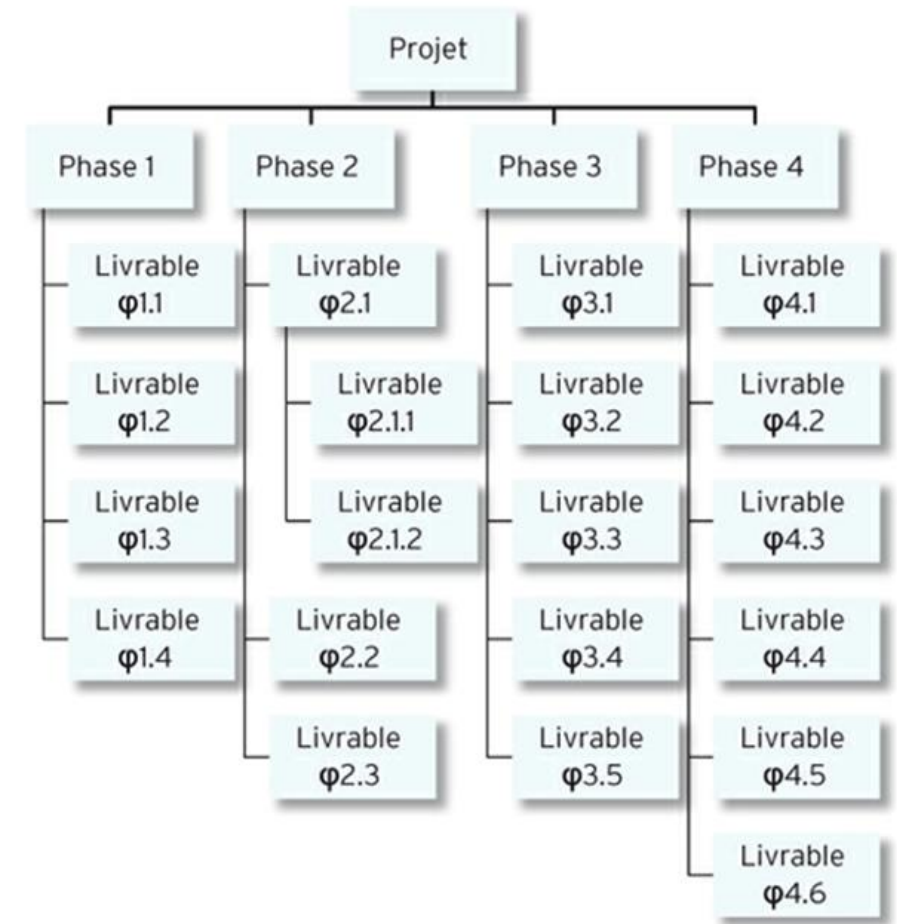 Projet
Phase 1
Phase 2
Phase 3
Phase 4
Livrable
φ1.1
Livrable
φ1.2
Livrable
φ1.3
Livrable
φ1.4
Livrable
φ2.1
Livrable
φ2.1.1
Livrable
φ2.1.2
Livrable
φ2.2
Livrable
φ2.3
Livrable
φ3.1
Livrable
φ3.2
Livrable
φ3.3
Livrable
φ3.4
Livrable
φ3.5
Livrable
φ4.1
Livrable
φ4.2
Livrable
φ4.3
Livrable
φ4.4
Livrable
φ4.5
Livrable
φ4.6